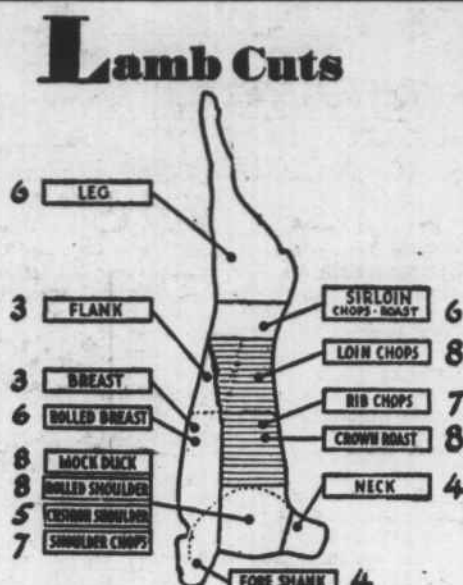 Lamb Cuts
6 LEG
3 FLANK
3 BREAST
6 ROLLED BREAST
8 MOCK DUCK
8 ROLLED SHOULDER
5 CUSHION SHOULDER
7 SHOULDER CHOPS
SIRLOIN
CHOPS - ROAST 6
LOIN CHOPS 8
RIB CHOPS 7
CROWN ROAST 8
NECK 4
FORE SHANK 4